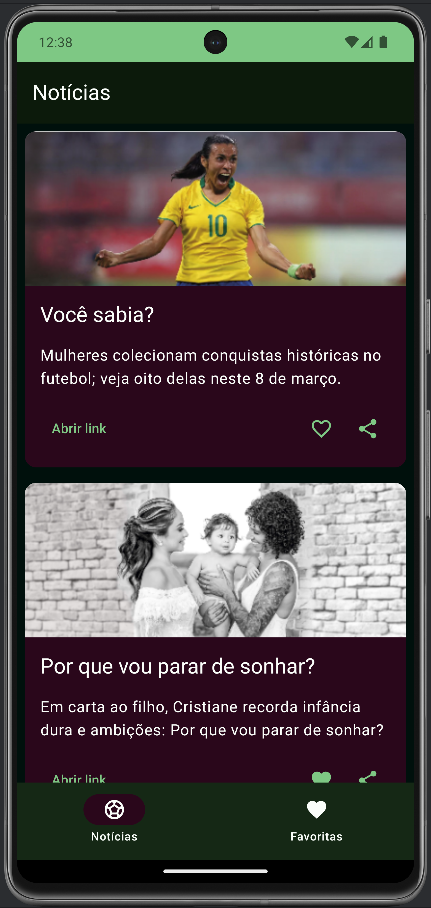 12:38
Notícias
10
Você sabia?
Mulheres colecionam conquistas históricas no
futebol; veja oito delas neste 8 de março.
Abrir link
Por que vou parar de sonhar?
Em carta ao filho, Cristiane recorda infância
dura e ambições: Por que vou parar de sonhar?
Abrir link
Notícias
Favoritas